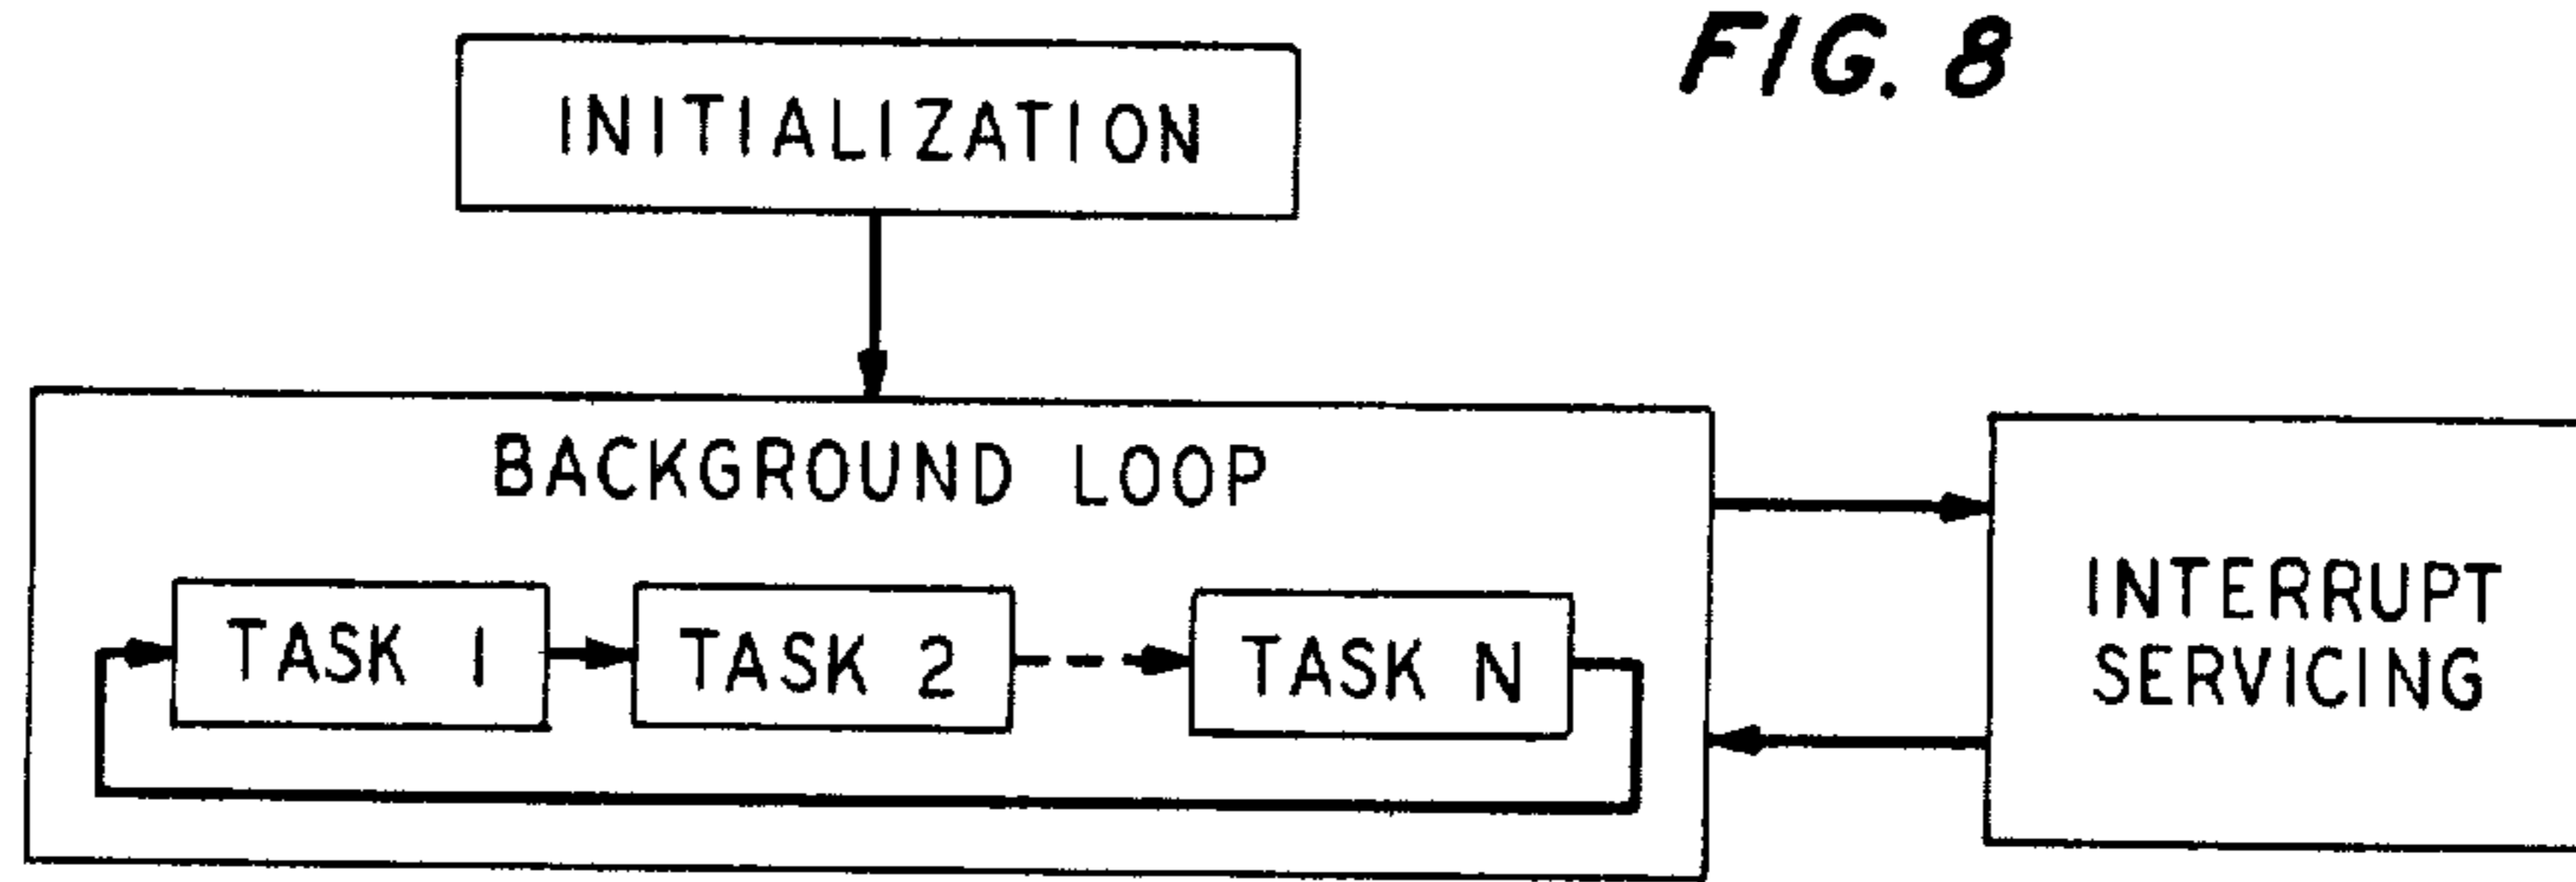 FIG. 8
INITIALIZATION
BACKGROUND LOOP
TASK 1
TASK 2
TASK N
INTERRUPT
SERVICING